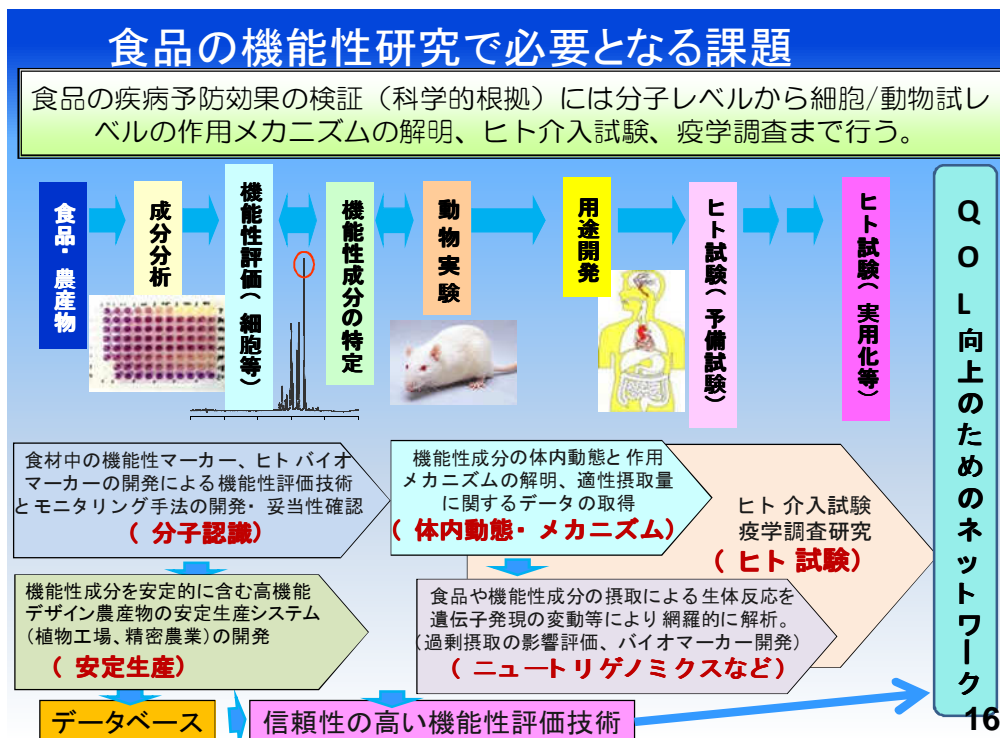 食品の機能性研究で必要となる課題
食品の疾病予防効果の検証（科学的根拠）には分子レベルから細胞/動物試レ
ベルの作用メカニズムの解明、ヒト介入試験、疫学調査まで行う。
食品・農産物
成分分析
機能性評価（細胞等）
機能性成分の特定
動物実験
用途開発
ヒト試験（予備試験）
ヒト試験（実用化等）
QOL向上のためのネットワーク
食材中の機能性マーカー、ヒトバイオ
マーカーの開発による機能性評価技術
とモニタリング手法の開発・妥当性確認
（分子認識）
機能性成分の体内動態と作用
メカニズムの解明、適性摂取量
に関するデータの取得
（体内動態・メカニズム）
ヒト介入試験
疫学調査研究
（ヒト試験）
機能性成分を安定的に含む高機能
デザイン農産物の安定生産システム
（植物工場、精密農業）の開発
（安定生産）
食品や機能性成分の摂取による生体反応を
遺伝子発現の変動等により網羅的に解析。
（過剰摂取の影響評価、バイオマーカー開発）
（ニュートリゲノミクスなど）
データベース
信頼性の高い機能性評価技術
16